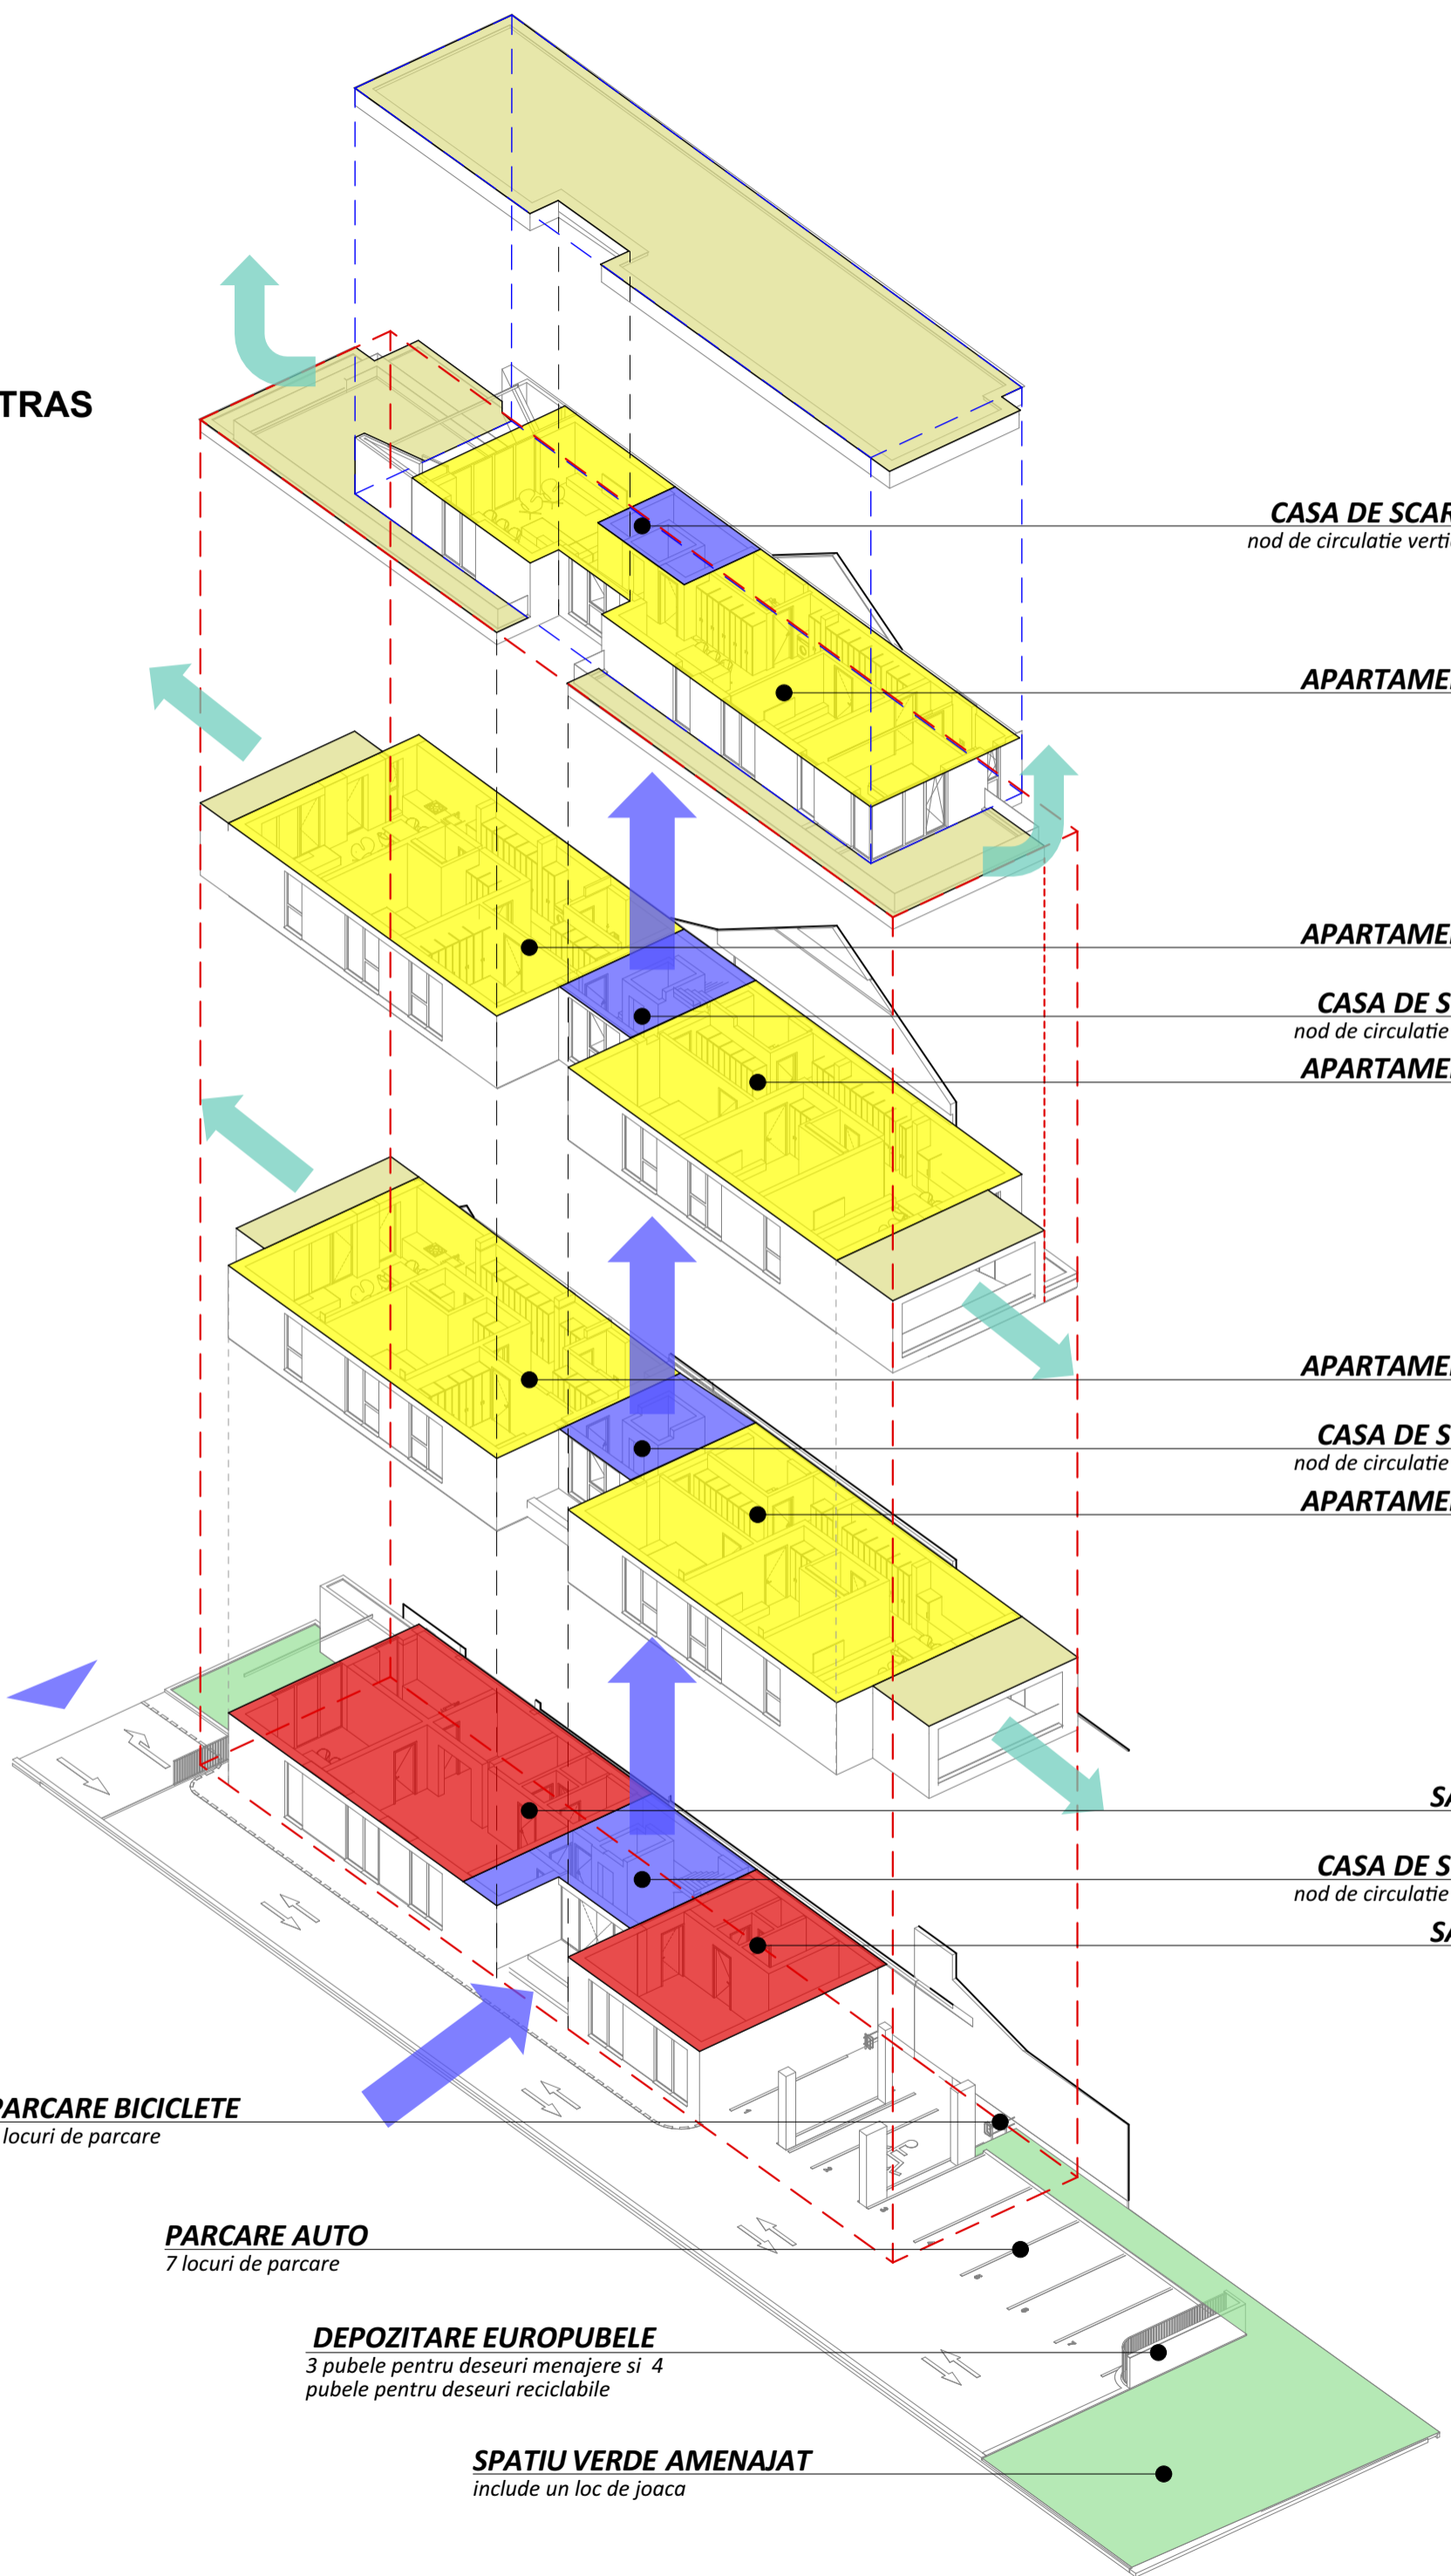 TRAS
CASA DE SCAR
nod de circulatie verti
APARTAME
APARTAME
CASA DE S
nod de circulatie
APARTAME
APARTAME
CASA DE S
nod de circulatie
APARTAME
SA
CASA DE S
nod de circulatie
SA
PARCARE BICICLETE
locuri de parcare
PARCARE AUTO
7 locuri de parcare
DEPOZITARE EUROPUBELE
3 pubele pentru deseuri menajere si 4
pubele pentru deseuri reciclabile
SPATIU VERDE AMENAJAT
include un loc de joaca